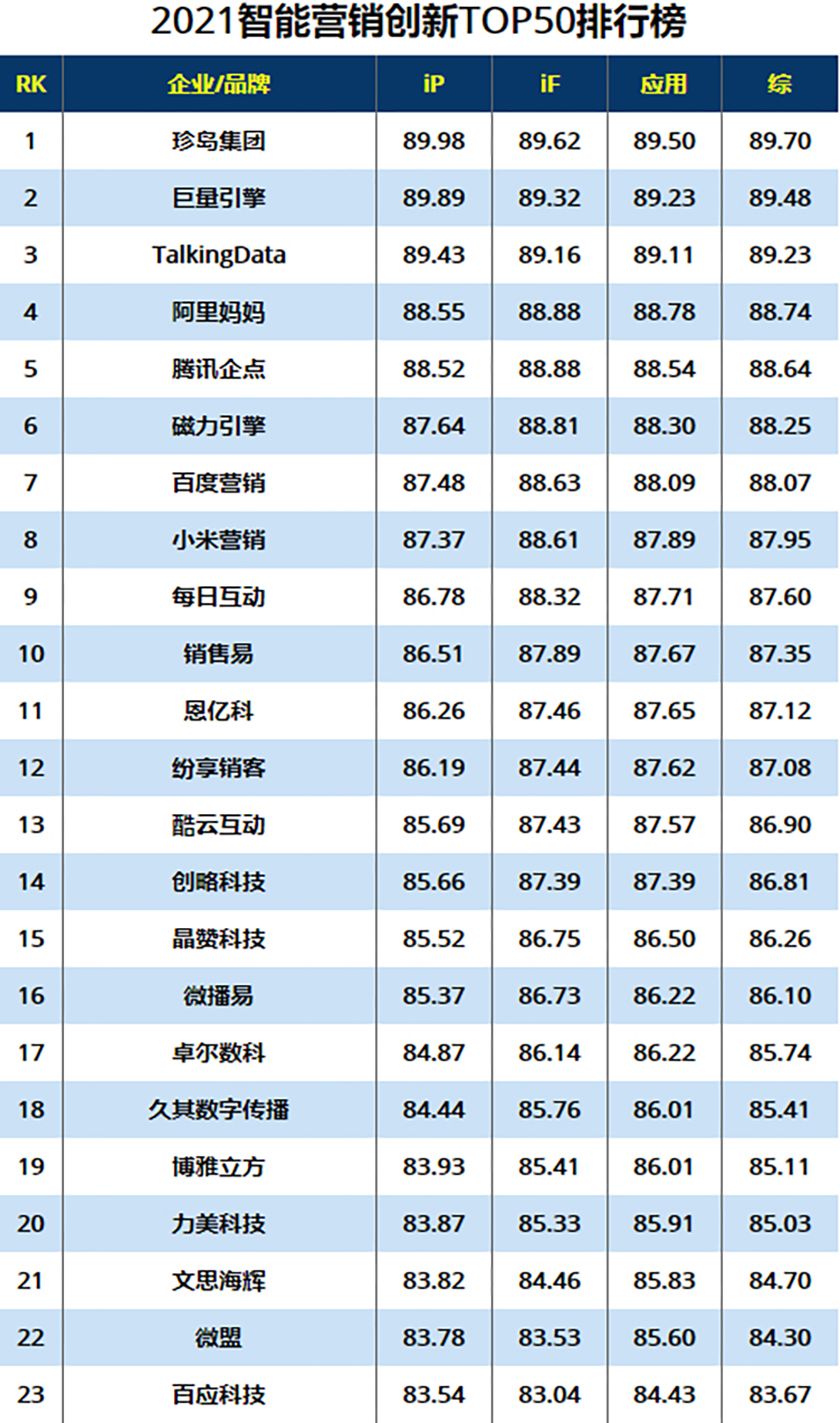 2021智能营销创新TOP50排行榜
RK 企业/品牌 iP iF 应用 综
1 珍岛集团 89.98 89.62 89.50 89.70
2 巨量引擎 89.89 89.32 89.23 89.48
3 TalkingData 89.43 89.16 89.11 89.23
4 阿里妈妈 88.55 88.88 88.78 88.74
5 腾讯企点 88.52 88.88 88.54 88.64
6 磁力引擎 87.64 88.81 88.30 88.25
7 百度营销 87.48 88.63 88.09 88.07
8 小米营销 87.37 88.61 87.89 87.95
9 每日互动 86.78 88.32 87.71 87.60
10 销售易 86.51 87.89 87.67 87.35
11 恩亿科 86.26 87.46 87.65 87.12
12 纷享销客 86.19 87.44 87.62 87.08
13 酷云互动 85.69 87.43 87.57 86.90
14 创略科技 85.66 87.39 87.39 86.81
15 晶赞科技 85.52 86.75 86.50 86.26
16 微播易 85.37 86.73 86.22 86.10
17 卓尔数科 84.87 86.14 86.22 85.74
18 久其数字传播 84.44 85.76 86.01 85.41
19 博雅立方 83.93 85.41 86.01 85.11
20 力美科技 83.87 85.33 85.91 85.03
21 文思海辉 83.82 84.46 85.83 84.70
22 微盟 83.78 83.53 85.60 84.30
23 百应科技 83.54 83.04 84.43 83.67